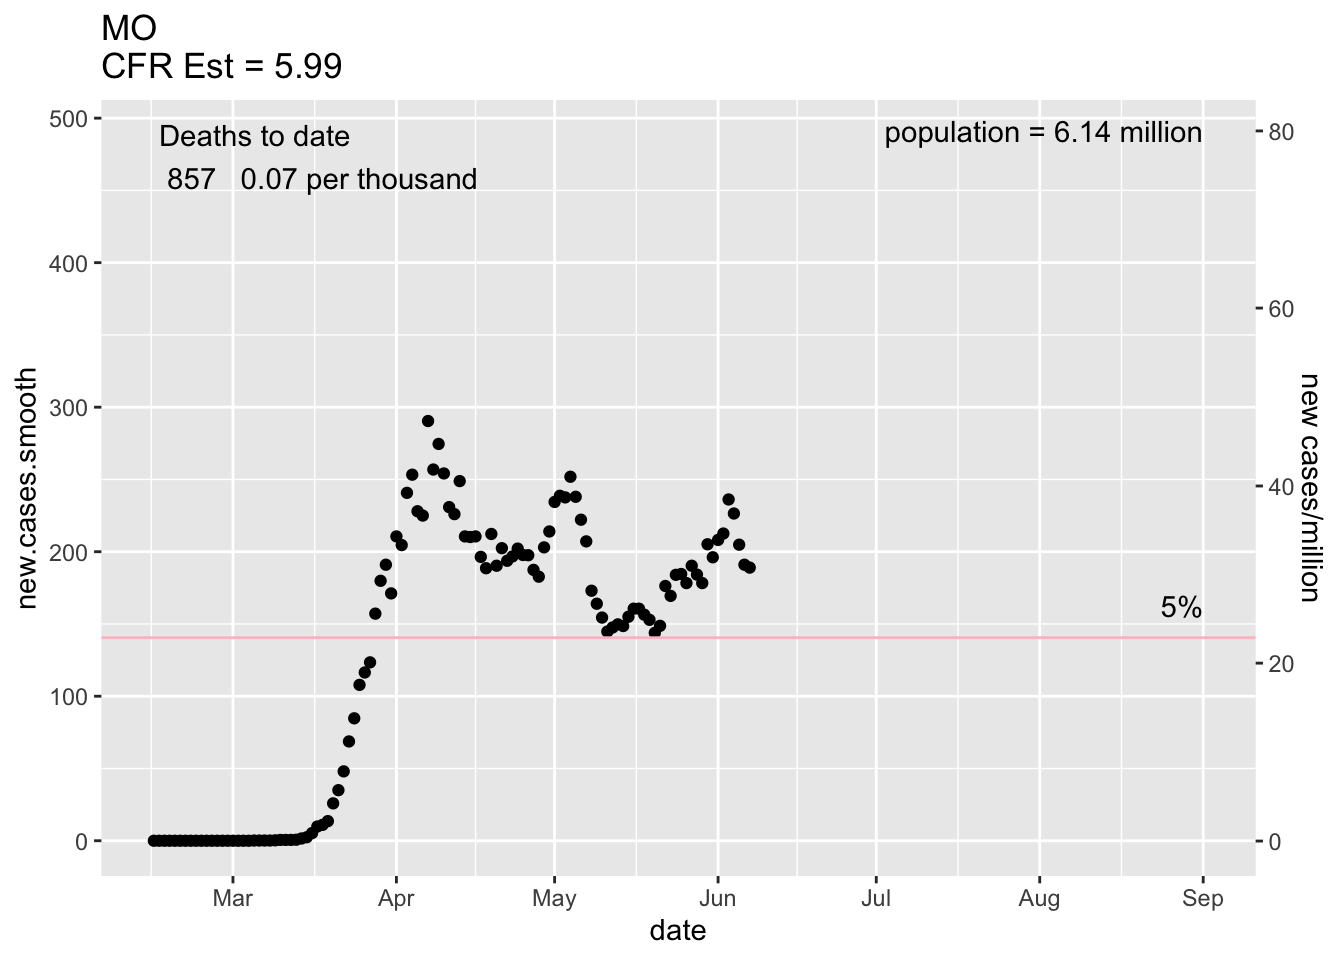 MO
CFR Est = 5.99
Deaths to date
857 0.07 per thousand
population = 6.14 million
500
400
300
200
100
0
new.cases.smooth
80
60
40
20
0
new cases/million
5%
Mar
Apr
May
Jun
Jul
Aug
Sep
date